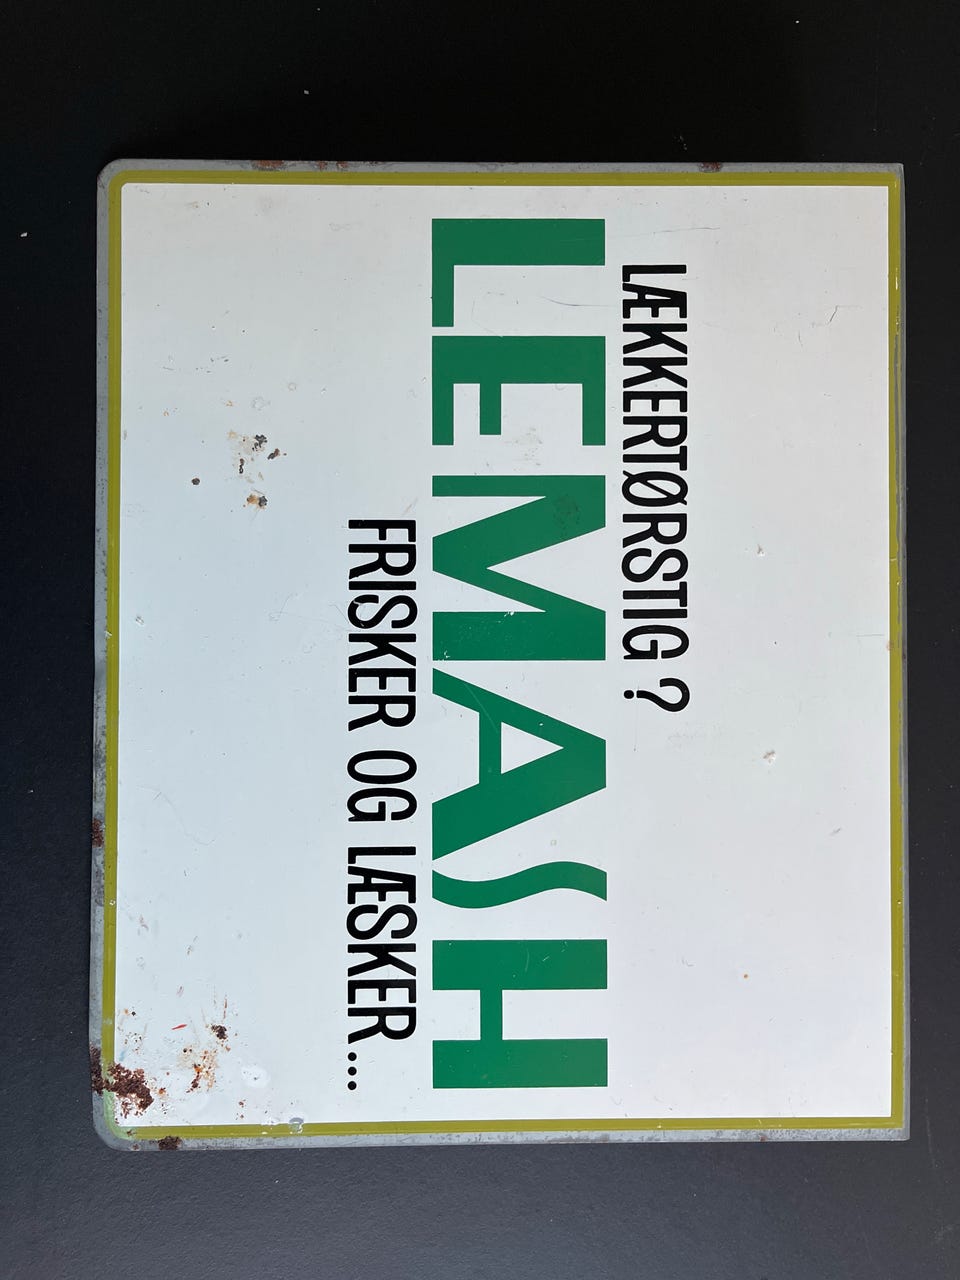 LÆKKERTØRSTIG ?
LEMASH
FRISKER OG LÆSKER...